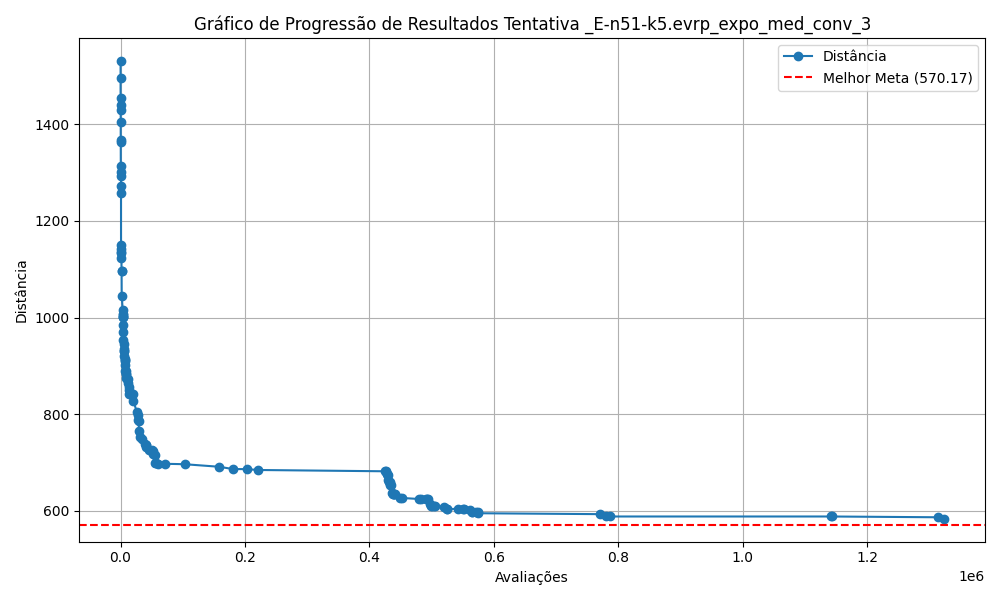 Gráfico de Progressão de Resultados Tentativa _E-n51-k5.evrp_expo_med_conv_3
Distância
Melhor Meta (570.17)
1400
1200
1000
800
600
Distância
0.0
0.2
0.4
0.6
0.8
1.0
1.2
1e6
Avaliações